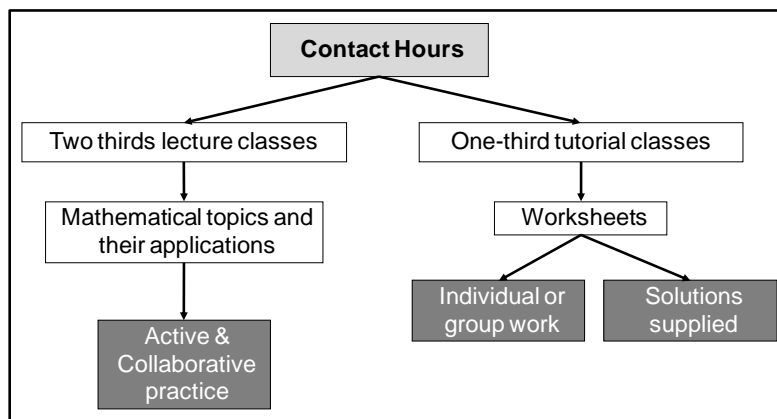 Contact Hours
Two thirds lecture classes
One-third tutorial classes
Mathematical topics and
their applications
Worksheets
Individual or
group work
Solutions
supplied
Active &
Collaborative
practice